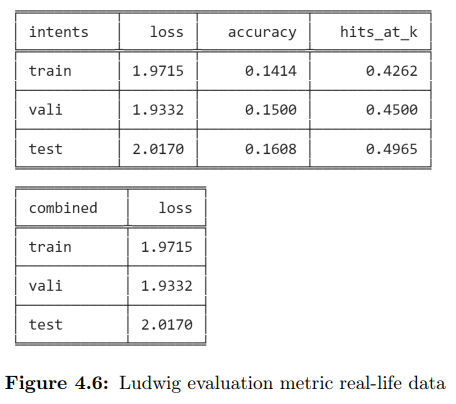 intents loss accuracy hits_at_k
train 1.9715 0.1414 0.4262
vali 1.9332 0.1500 0.4500
test 2.0170 0.1608 0.4965
combined loss
train 1.9715
vali 1.9332
test 2.0170
Figure 4.6: Ludwig evaluation metric real-life data